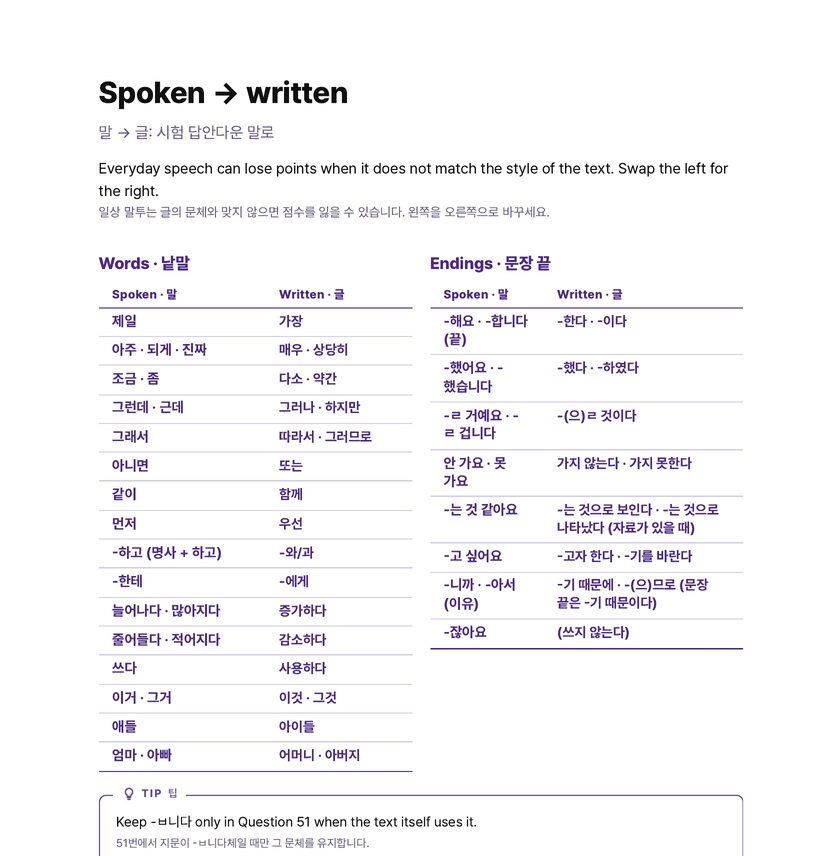 Spoken → written
말 → 글: 시험 답안다운 말로
Everyday speech can lose points when it does not match the style of the text. Swap the left for
the right.
일상 말투는 글의 문체와 맞지 않으면 점수를 잃을 수 있습니다. 왼쪽을 오른쪽으로 바꾸세요.
Words · 낱말
Spoken · 말 Written · 글
제일 가장
아주 · 되게 · 진짜 매우 · 상당히
조금 · 좀 다소 · 약간
그런데 · 근데 그러나 · 하지만
그래서 따라서 · 그러므로
아니면 또는
같이 함께
먼저 우선
-하고 (명사 + 하고) -와/과
-한테 -에게
늘어나다 · 많아지다 증가하다
줄어들다 · 적어지다 감소하다
쓰다 사용하다
이거 · 그거 이것 · 그것
애들 아이들
엄마 · 아빠 어머니 · 아버지
Endings · 문장 끝
Spoken · 말 Written · 글
-해요 · -합니다 -한다 · -이다
(끝)
-했어요 · - -했다 · -하였다
했습니다
-ㄹ 거예요 · - -(으)ㄹ 것이다
ㄹ 겁니다
안 가요 · 못 가지 않는다 · 가지 못한다
가요
-는 것 같아요 -는 것으로 보인다 · -는 것으로
나타났다 (자료가 있을 때)
-고 싶어요 -고자 한다 · -기를 바란다
-니까 · -아서 -기 때문에 · -(으)므로 (문장
(이유) 끝은 -기 때문이다)
-잖아요 (쓰지 않는다)
TIP 팁
Keep -ㅂ니다 only in Question 51 when the text itself uses it.
51번에서 지문이 -ㅂ니다체일 때만 그 문체를 유지합니다.